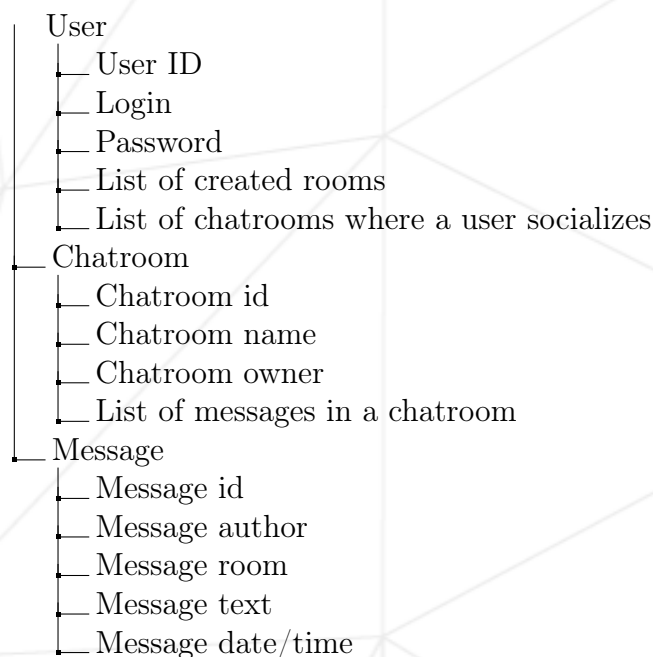 User
User ID
Login
Password
List of created rooms
List of chatrooms where a user socializes
Chatroom
Chatroom id
Chatroom name
Chatroom owner
List of messages in a chatroom
Message
Message id
Message author
Message room
Message text
Message date/time